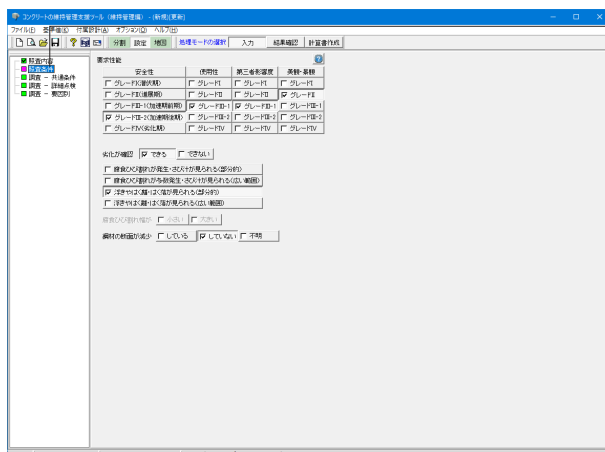 コンクリートの維持管理支援ツール（維持管理編） - (新規)[更新]
ファイル(F) 基準値(E) 付属設計(A) オプション(O) ヘルプ(H)
分割 設定 地図 処理モードの選択 入力 結果確認 計算書作成
照査内容
照査条件
調査 - 共通条件
調査 - 詳細点検
調査 - 要因別
要求性能
安全性 使用性 第三者影響度 美観・景観
グレードI(潜伏期) グレードI グレードI グレードI
グレードII(進展期) グレードII グレードII グレードII
グレードIII-1(加速期前期) グレードIII-1 グレードIII-1 グレードIII-1
グレードIII-2(加速期後期) グレードIII-2 グレードIII-2 グレードIII-2
グレードIV(劣化期) グレードIV グレードIV グレードIV
劣化が確認 できる できない
腐食ひび割れが発生・さび汁が見られる(部分的)
腐食ひび割れが多数発生・さび汁が見られる(広い範囲)
浮きやはく離・はく落が見られる(部分的)
浮きやはく離・はく落が見られる(広い範囲)
腐食ひび割れ幅が 小さい 大きい
鋼材の断面が減少 している していない 不明